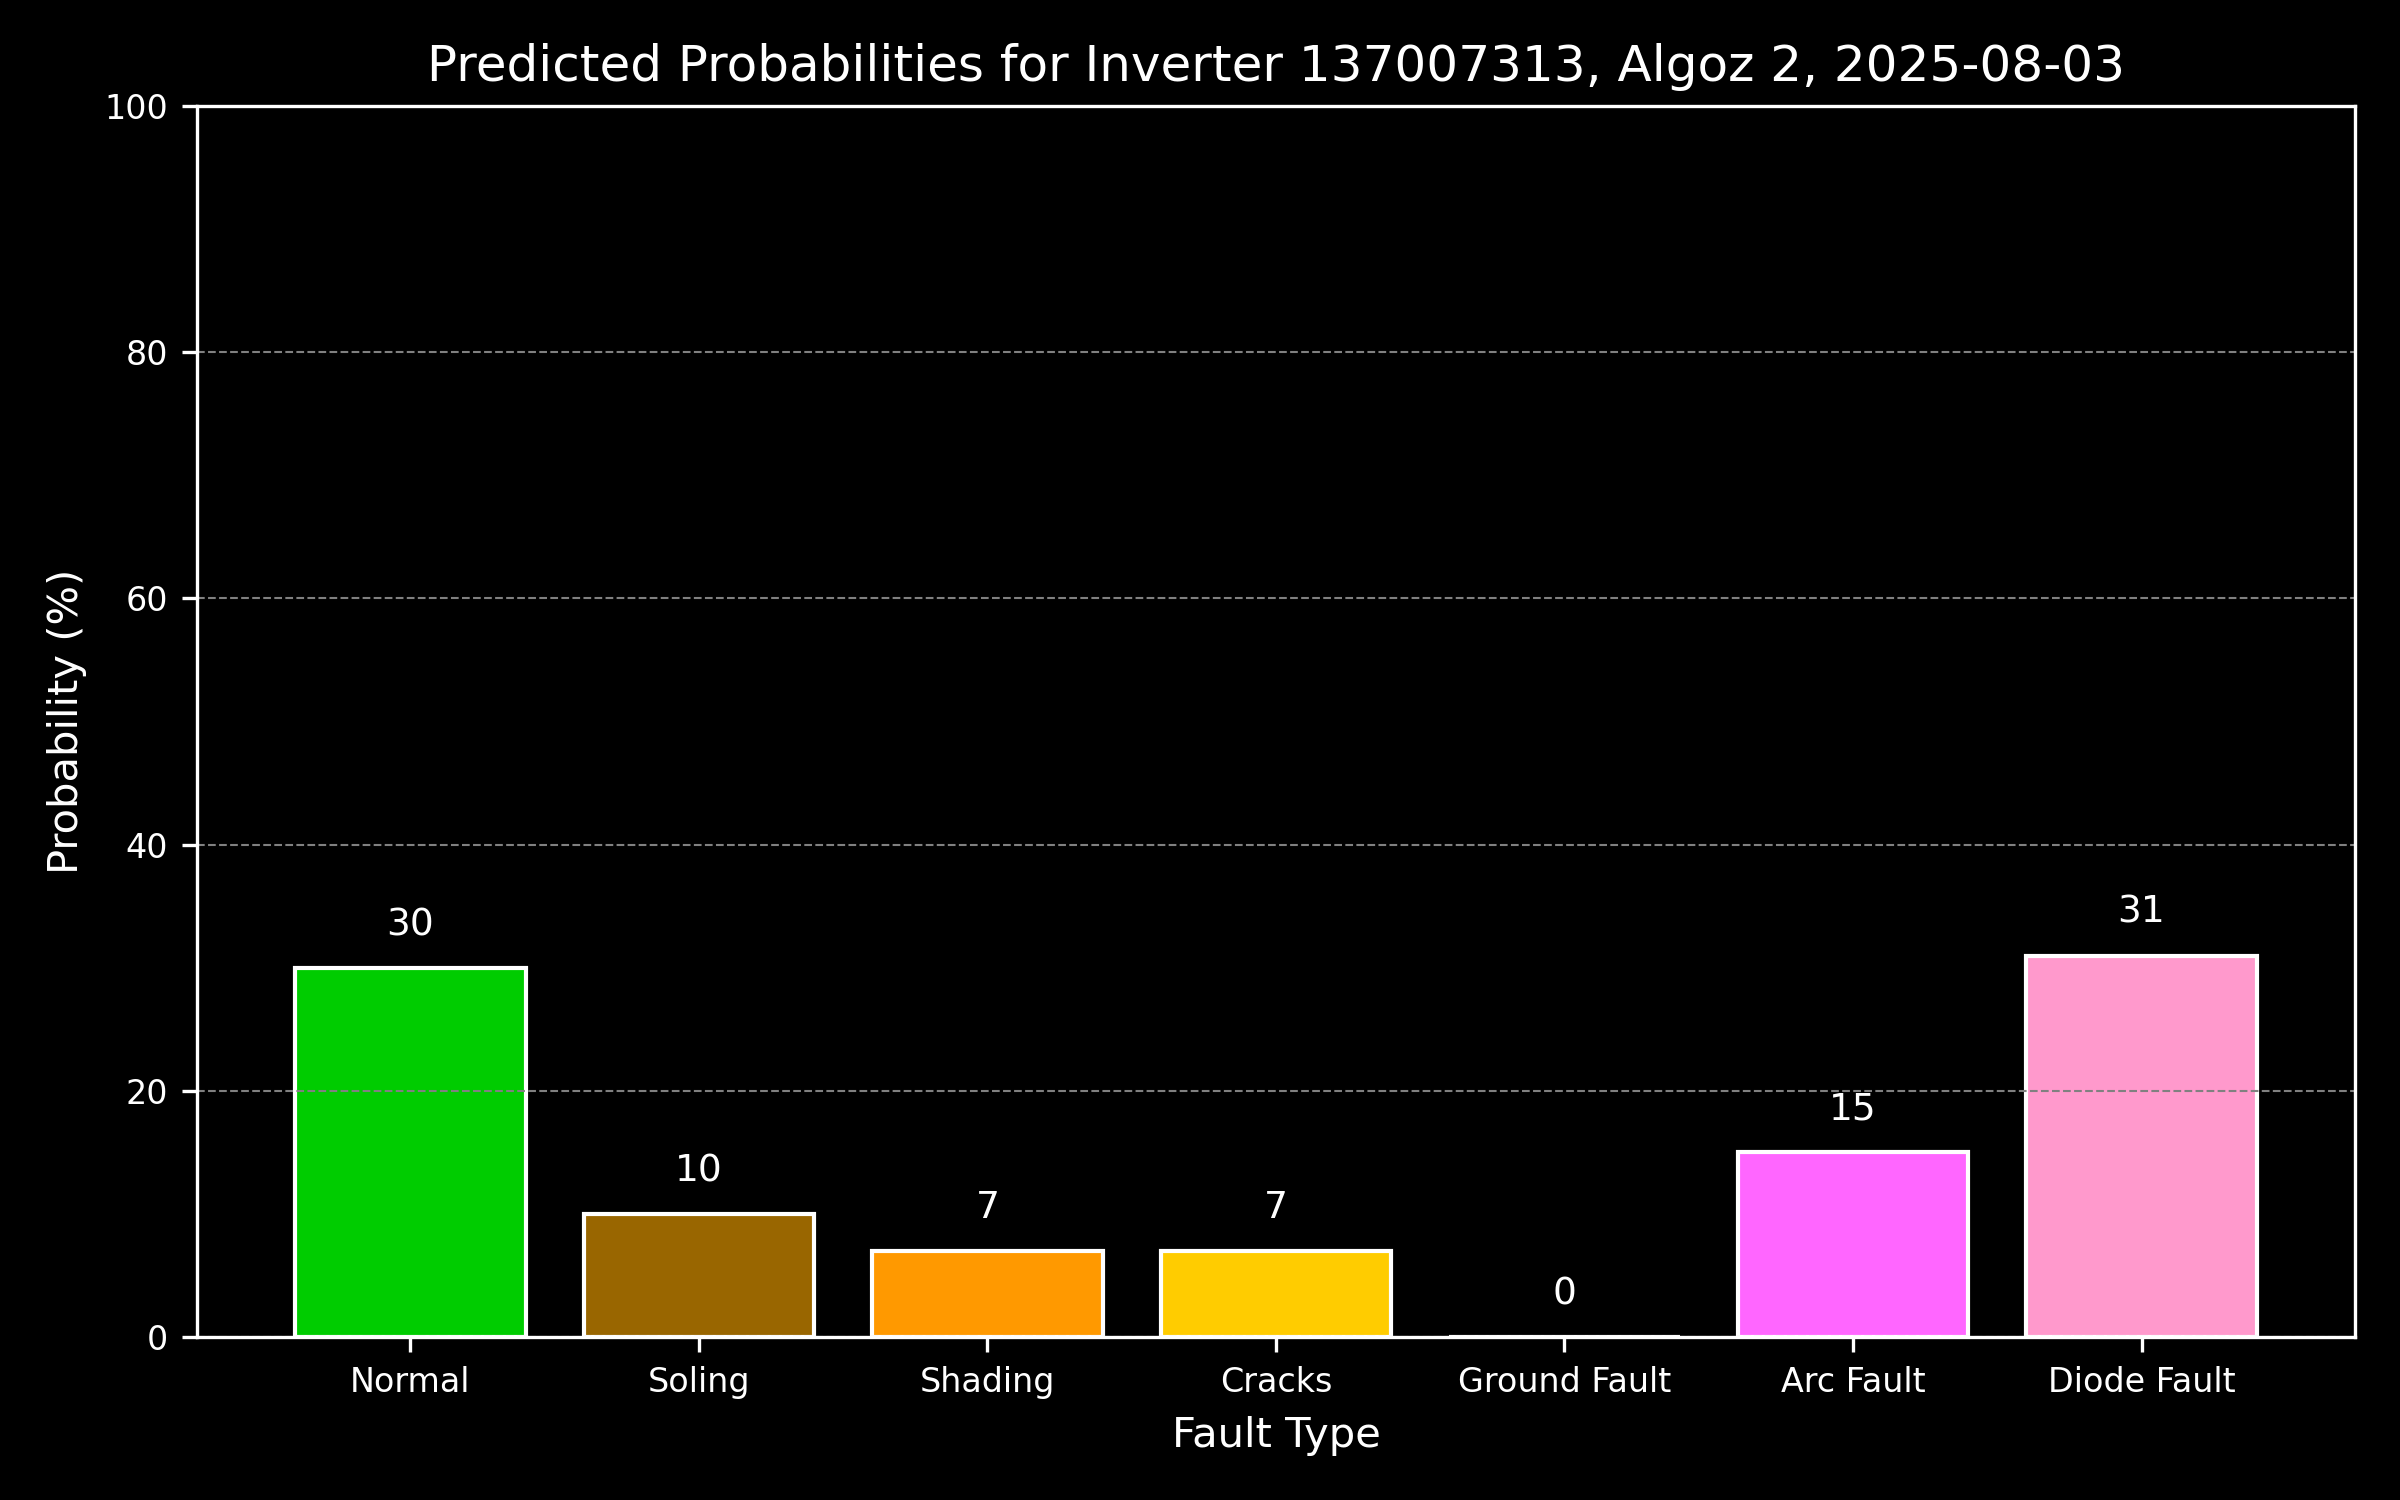 Predicted Probabilities for Inverter 137007313, Algoz 2, 2025-08-03
Probability (%)
100
80
60
40
20
0
30
10
7
7
0
15
31
Normal
Soling
Shading
Cracks
Ground Fault
Arc Fault
Diode Fault
Fault Type